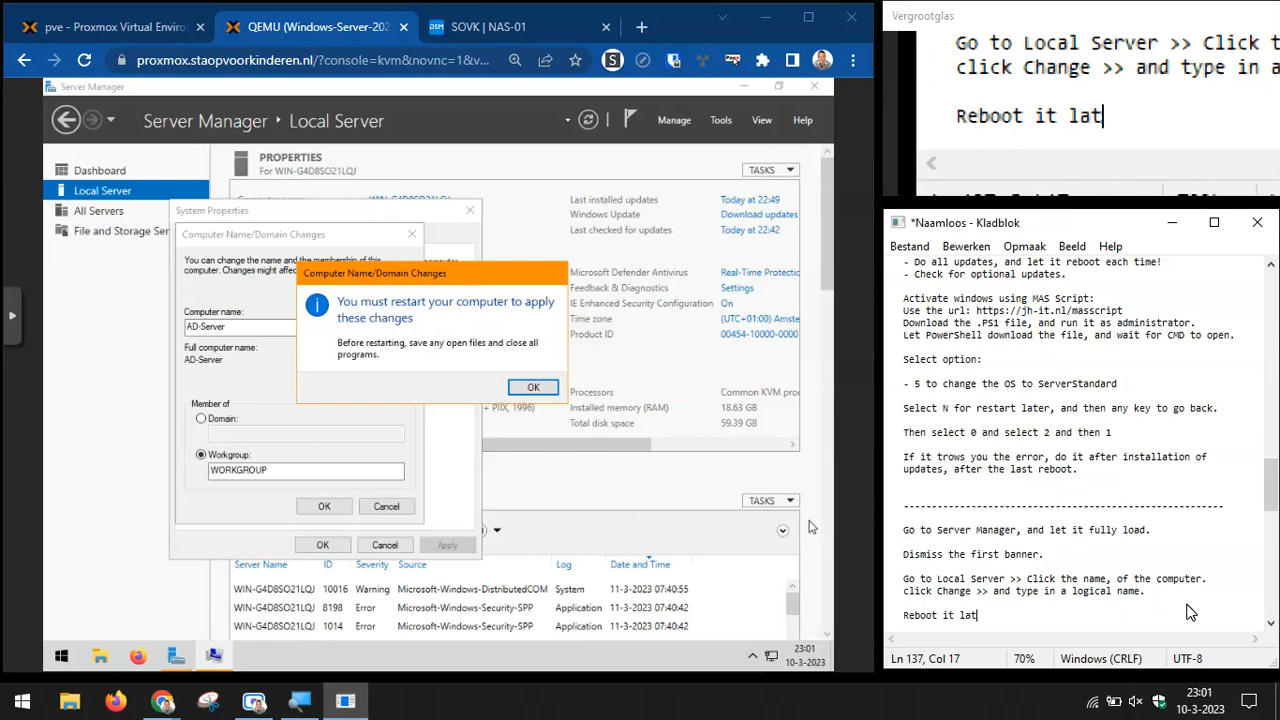 pve - Proxmox Virtual Enviro
QEMU (Windows-Server-202
SOVK | NAS-01
proxmox.staopvoorkinderen.nl/?console=kvm&novnc=1&v...
Server Manager
Server Manager
Local Server
Manage
Tools
View
Help
Dashboard
Local Server
All Servers
File and Storage Ser
PROPERTIES
For WIN-G4D8SO21LQJ
TASKS
Last installed updates
Today at 22:49
Windows Update
Download updates
Last checked for updates
Today at 22:42
Microsoft Defender Antivirus
Real-Time Protectio
Feedback & Diagnostics
Settings
IE Enhanced Security Configuration
On
Time zone
(UTC+01:00) Amste
Product ID
00454-10000-0000
Processors
Common KVM proc
Installed memory (RAM)
18.63 GB
Total disk space
59.39 GB
+ PIIX, 1996)
System Properties
Computer Name/Domain Changes
You can change the name and the membership of this
computer. Changes might affe
Computer name:
AD-Server
Full computer name:
AD-Server
Member of
Domain:
Workgroup:
WORKGROUP
OK
Cancel
OK
Cancel
Apply
Computer Name/Domain Changes
You must restart your computer to apply
these changes
Before restarting, save any open files and close all
programs.
OK
TASKS
Server Name
ID
Severity
Source
Log
Date and Time
WIN-G4D8SO21LQJ 10016 Warning Microsoft-Windows-DistributedCOM System 11-3-2023 07:40:55
WIN-G4D8SO21LQJ 8198 Error Microsoft-Windows-Security-SPP Application 11-3-2023 07:40:42
WIN-G4D8SO21LQJ 1014 Error Microsoft-Windows-Security-SPP Application 11-3-2023 07:40:42
23:01
10-3-2023
Vergrootglas
Go to Local Server >> Click t
click Change >> and type in a
Reboot it lat
*Naamloos - Kladblok
Bestand
Bewerken
Opmaak
Beeld
Help
- Do all updates, and let it reboot each time!
- Check for optional updates.
Activate windows using MAS Script:
Use the url: https://jh-it.nl/masscript
Download the .PS1 file, and run it as administrator.
Let PowerShell download the file, and wait for CMD to open.
Select option:
- 5 to change the OS to ServerStandard
Select N for restart later, and then any key to go back.
Then select 0 and select 2 and then 1
If it trows you the error, do it after installation of
updates, after the last reboot.
---------------------------------------------------------
Go to Server Manager, and let it fully load.
Dismiss the first banner.
Go to Local Server >> Click the name, of the computer.
click Change >> and type in a logical name.
Reboot it lat
Ln 137, Col 17
70%
Windows (CRLF)
UTF-8
23:01
10-3-2023